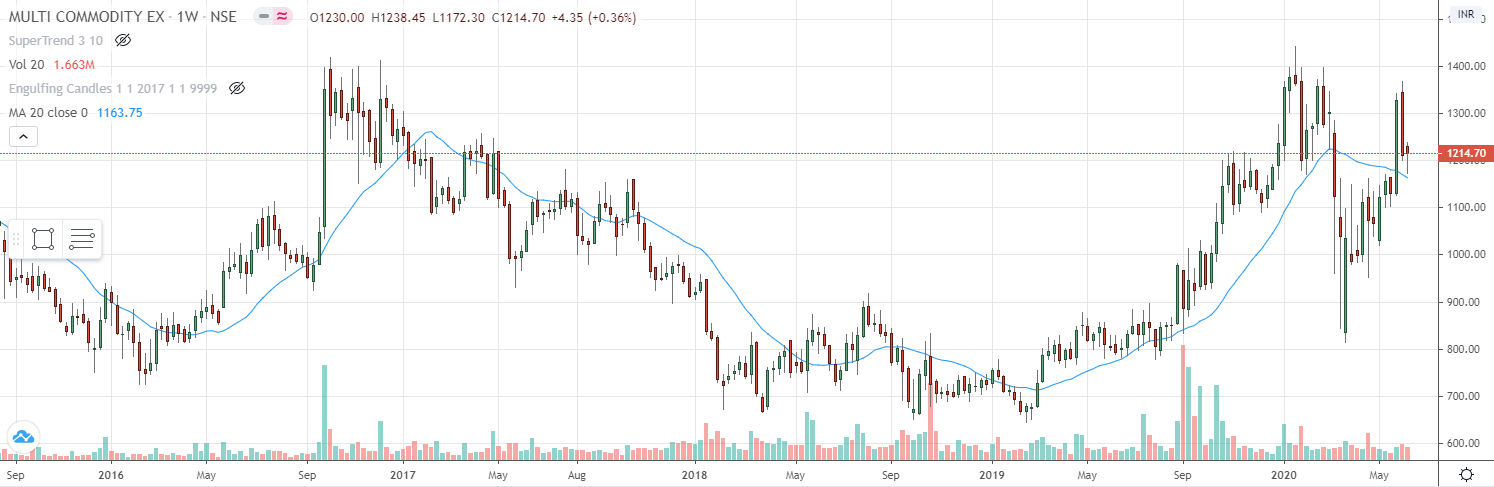 MULTI COMMODITY EX · 1W · NSE O1230.00 H1238.45 L1172.30 C1214.70 +4.35 (+0.36%)
INR
SuperTrend 3 10
Vol 20 1.663M
Engulfing Candles 1 1 2017 1 1 9999
MA 20 close 0 1163.75
1400.00
1300.00
1214.70
1100.00
1000.00
900.00
800.00
700.00
600.00
Sep 2016 May Sep 2017 May Aug 2018 May Sep 2019 May Sep 2020 May